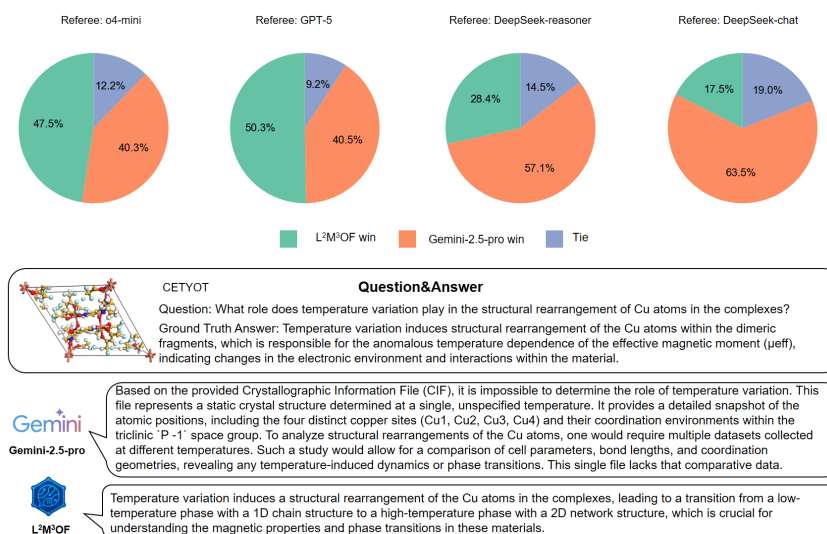 Referee: o4-mini
Referee: GPT-5
Referee: DeepSeek-reasoner
Referee: DeepSeek-chat
12.2%
47.5%
40.3%
9.2%
50.3%
40.5%
14.5%
28.4%
57.1%
17.5%
19.0%
63.5%
L²M³OF win
Gemini-2.5-pro win
Tie
CETYOT
Question&Answer
Question: What role does temperature variation play in the structural rearrangement of Cu atoms in the complexes?
Ground Truth Answer: Temperature variation induces structural rearrangement of the Cu atoms within the dimeric
fragments, which is responsible for the anomalous temperature dependence of the effective magnetic moment (μeff),
indicating changes in the electronic environment and interactions within the material.
Gemini
Gemini-2.5-pro
Based on the provided Crystallographic Information File (CIF), it is impossible to determine the role of temperature variation. This
file represents a static crystal structure determined at a single, unspecified temperature. It provides a detailed snapshot of the
atomic positions, including the four distinct copper sites (Cu1, Cu2, Cu3, Cu4) and their coordination environments within the
triclinic `P -1` space group. To analyze structural rearrangements of the Cu atoms, one would require multiple datasets collected
at different temperatures. Such a study would allow for a comparison of cell parameters, bond lengths, and coordination
geometries, revealing any temperature-induced dynamics or phase transitions. This single file lacks that comparative data.
L²M³OF
Temperature variation induces a structural rearrangement of the Cu atoms in the complexes, leading to a transition from a low-
temperature phase with a 1D chain structure to a high-temperature phase with a 2D network structure, which is crucial for
understanding the magnetic properties and phase transitions in these materials.